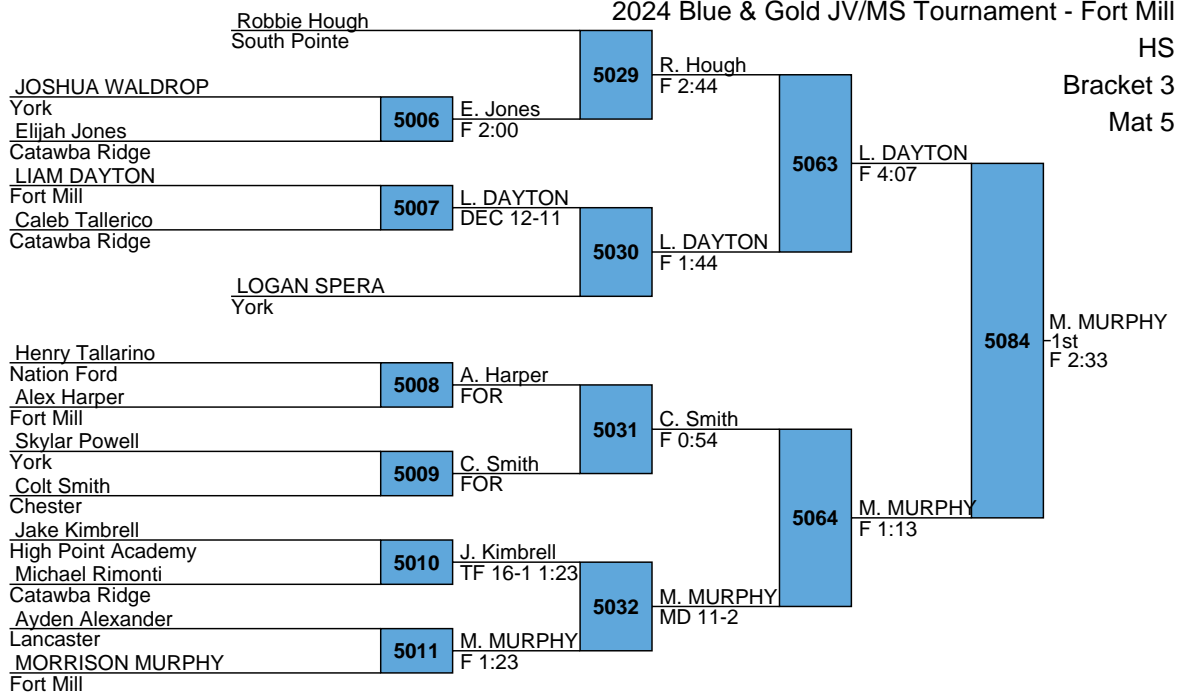 2024 Blue & Gold JV/MS Tournament - Fort Mill
HS
Bracket 3
Mat 5
Robbie Hough
South Pointe
JOSHUA WALDROP
York
Elijah Jones
Catawba Ridge
LIAM DAYTON
Fort Mill
Caleb Tallerico
Catawba Ridge
LOGAN SPERA
York
Henry Tallarino
Nation Ford
Alex Harper
Fort Mill
Skylar Powell
York
Colt Smith
Chester
Jake Kimbrell
High Point Academy
Michael Rimonti
Catawba Ridge
Ayden Alexander
Lancaster
MORRISON MURPHY
Fort Mill
5006
E. Jones
F 2:00
5007
L. DAYTON
DEC 12-11
5008
A. Harper
FOR
5009
C. Smith
FOR
5010
J. Kimbrell
TF 16-1 1:23
5011
M. MURPHY
F 1:23
5029
R. Hough
F 2:44
5030
L. DAYTON
F 1:44
5031
C. Smith
F 0:54
5032
M. MURPHY
MD 11-2
5063
L. DAYTON
F 4:07
5064
M. MURPHY
F 1:13
5084
M. MURPHY
1st
F 2:33